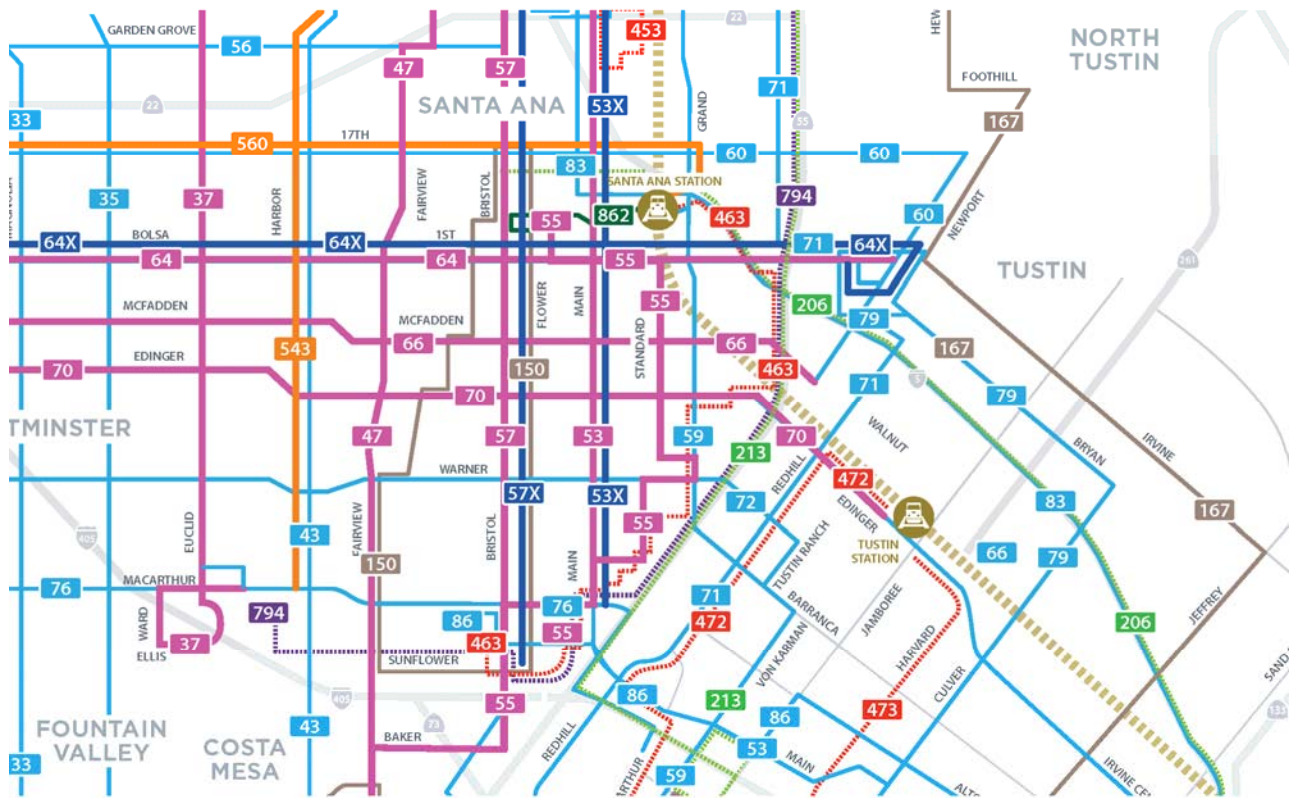 GARDEN GROVE
56
47
57
453
22
71
GRAND
NORTH
TUSTIN
FOOTHILL
22
SANTA ANA
53X
55
33
167
560
17TH
60
60
83
SANTA ANA STATION
794
35
37
HARBOR
FAIRVIEW
BRISTOL
862
55
463
60
NEWPORT
64X
BOLSA
64X
1ST
71
64X
64
64
55
TUSTIN
261
MCFADDEN
MCFADDEN
FLOWER
MAIN
55
206
79
66
66
167
EDINGER
543
STANDARD
70
150
463
71
5
79
70
TMINSTER
47
57
53
59
70
WALNUT
BRYAN
IRVINE
213
REDHILL
WARNER
472
57X
53X
72
EDINGER
83
167
EUCLID
43
FAIRVIEW
BRISTOL
55
TUSTIN
STATION
66
79
405
150
MAIN
TUSTIN RANCH
76
MACARTHUR
71
BARRANCA
JAMBOREE
JEFFREY
WARD
794
86
76
472
206
37
463
55
ELLIS
SUNFLOWER
VON KARMAN
HARVARD
CULVER
405
55
86
213
86
473
133
73
FOUNTAIN
VALLEY
COSTA
MESA
43
BAKER
REDHILL
53
MAIN
33
59
IRVINE CE